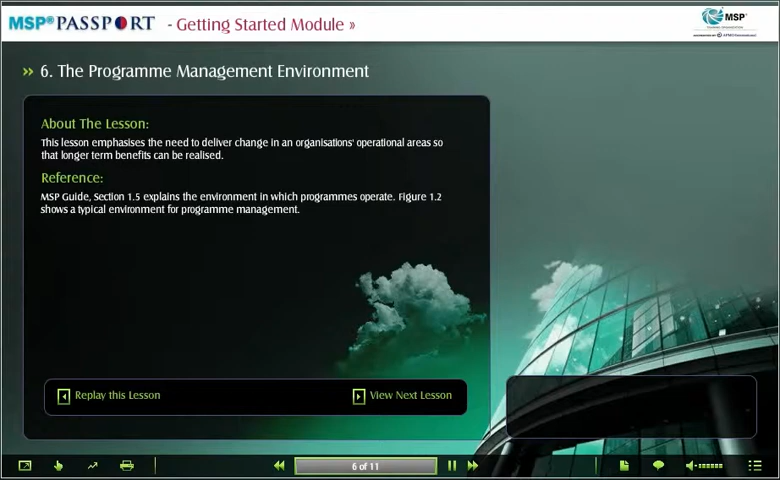 MSP® PASSPORT - Getting Started Module »
MSP®
›› 6. The Programme Management Environment
About The Lesson:
This lesson emphasises the need to deliver change in an organisations' operational areas so
that longer term benefits can be realised.
Reference:
MSP Guide, Section 1.5 explains the environment in which programmes operate. Figure 1.2
shows a typical environment for programme management.
Replay this Lesson
View Next Lesson
6 of 11